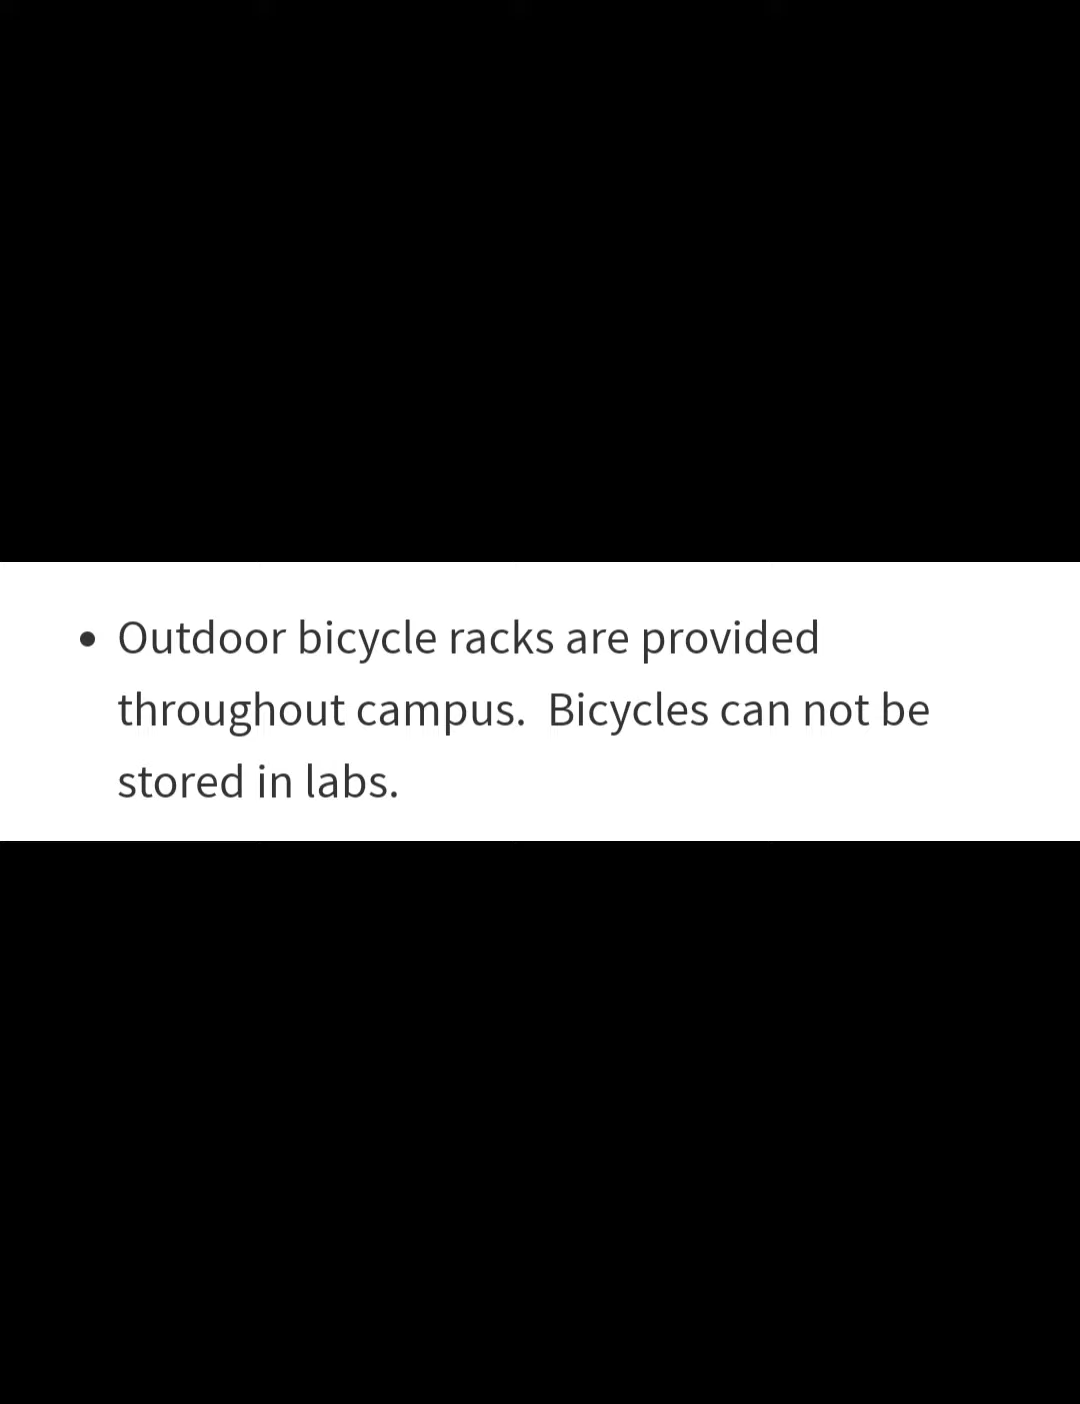 • Outdoor bicycle racks are provided
throughout campus.  Bicycles can not be
stored in labs.